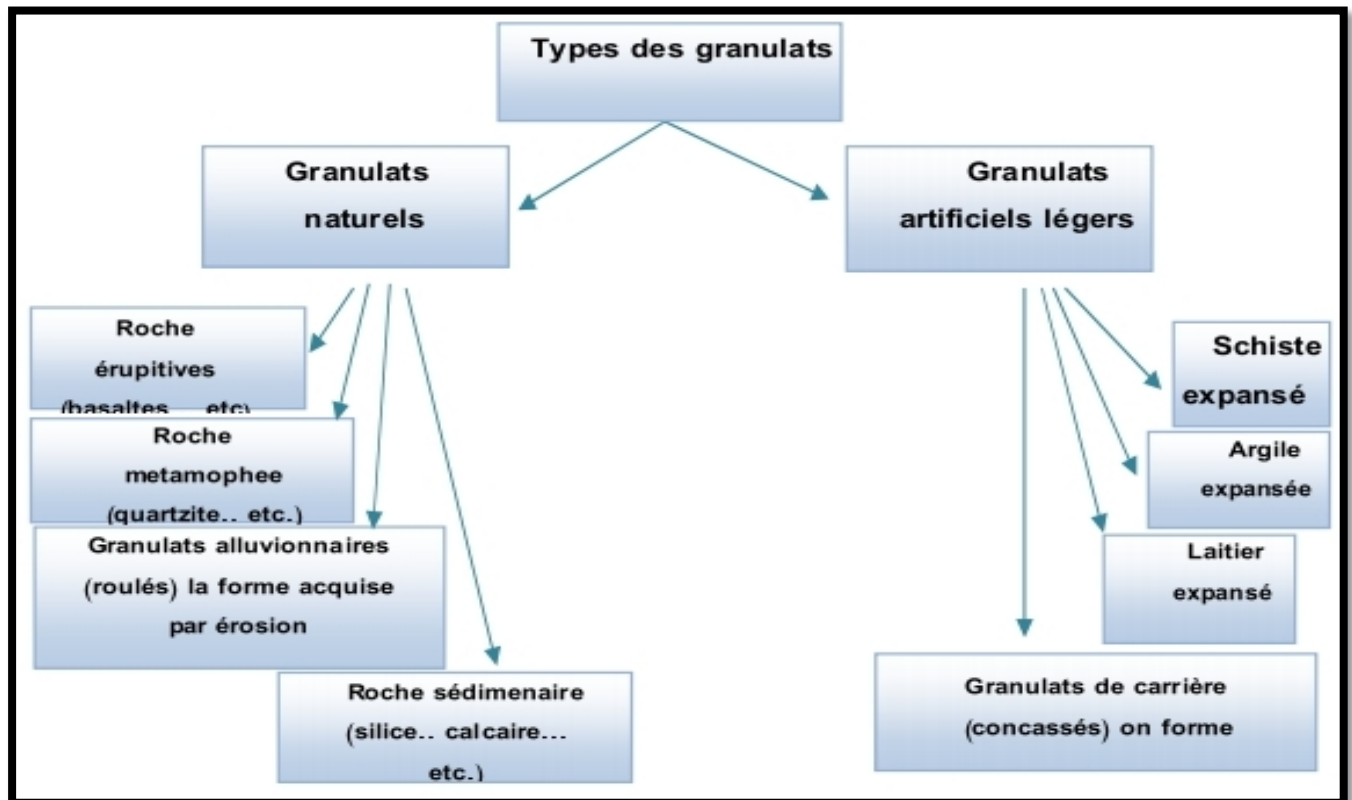 Types des granulats
Granulats
naturels
Granulats
artificiels légers
Roche
érupitives
(basaltes.... etc)
Roche
metamophee
(quartzite.. etc.)
Granulats alluvionnaires
(roulés) la forme acquise
par érosion
Roche sédimenaire
(silice.. calcaire...
etc.)
Schiste
expansé
Argile
expansée
Laitier
expansé
Granulats de carrière
(concassés) on forme